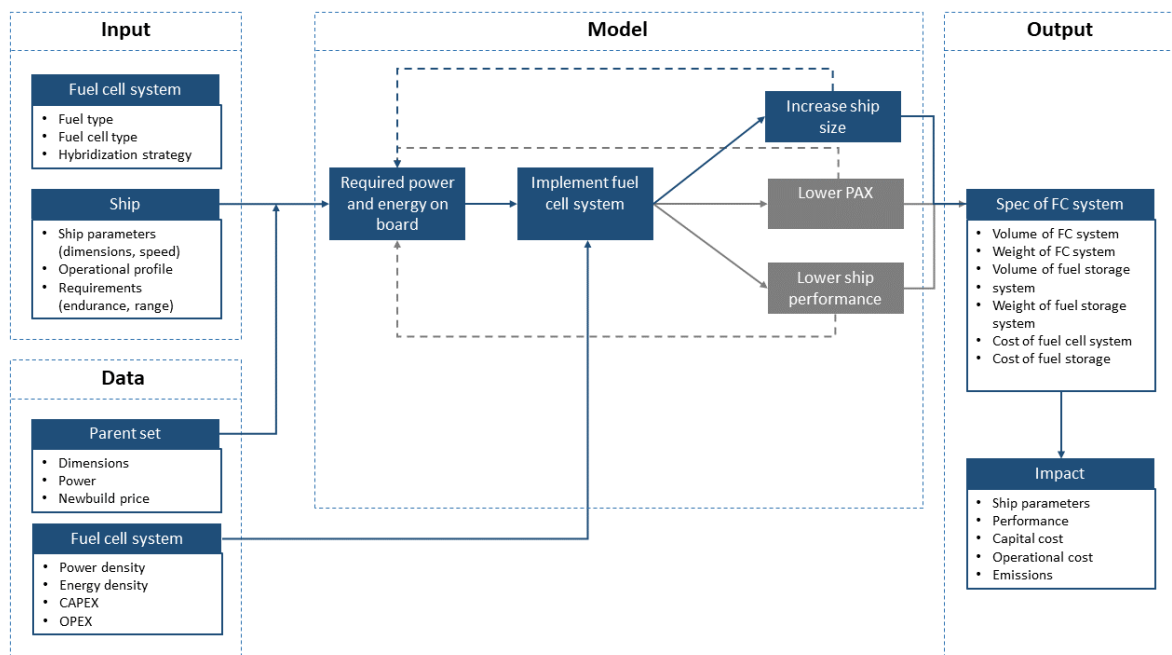 Input
Fuel cell system
• Fuel type
• Fuel cell type
• Hybridization strategy
Ship
• Ship parameters
(dimensions, speed)
• Operational profile
• Requirements
(endurance, range)
Data
Parent set
• Dimensions
• Power
• Newbuild price
Fuel cell system
• Power density
• Energy density
• CAPEX
• OPEX
Model
Required power
and energy on
board
Implement fuel
cell system
Increase ship
size
Lower PAX
Lower ship
performance
Output
Spec of FC system
• Volume of FC system
• Weight of FC system
• Volume of fuel storage
• system
• Weight of fuel storage
system
• Cost of fuel cell system
• Cost of fuel storage
Impact
• Ship parameters
• Performance
• Capital cost
• Operational cost
• Emissions